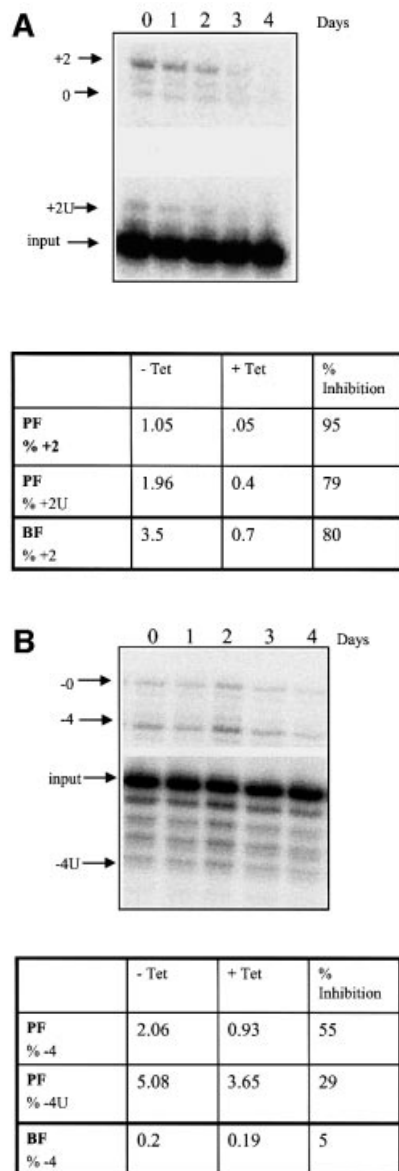 A
0 1 2 3 4 Days
+2
0
+2U
input
- Tet + Tet % Inhibition
PF % +2 1.05 .05 95
PF % +2U 1.96 0.4 79
BF % +2 3.5 0.7 80
B
0 1 2 3 4 Days
-0
-4
input
-4U
- Tet + Tet % Inhibition
PF % -4 2.06 0.93 55
PF % -4U 5.08 3.65 29
BF % -4 0.2 0.19 5